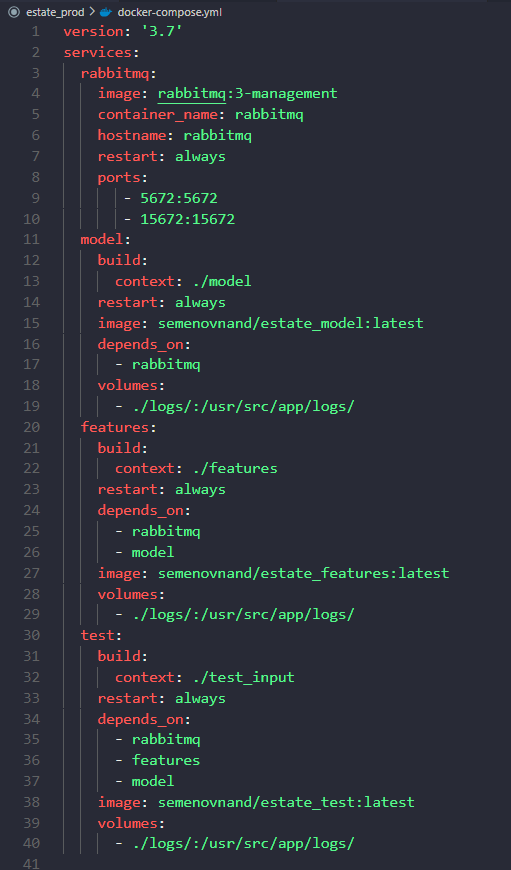 estate_prod > docker-compose.yml
1 version: '3.7'
2 services:
3   rabbitmq:
4     image: rabbitmq:3-management
5     container_name: rabbitmq
6     hostname: rabbitmq
7     restart: always
8     ports:
9        - 5672:5672
10        - 15672:15672
11   model:
12     build:
13       context: ./model
14     restart: always
15     image: semenovnand/estate_model:latest
16     depends_on:
17       - rabbitmq
18     volumes:
19       - ./logs/:/usr/src/app/logs/
20   features:
21     build:
22       context: ./features
23     restart: always
24     depends_on:
25       - rabbitmq
26       - model
27     image: semenovnand/estate_features:latest
28     volumes:
29       - ./logs/:/usr/src/app/logs/
30   test:
31     build:
32       context: ./test_input
33     restart: always
34     depends_on:
35       - rabbitmq
36       - features
37       - model
38     image: semenovnand/estate_test:latest
39     volumes:
40       - ./logs/:/usr/src/app/logs/
41